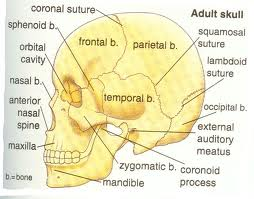 coronal suture
Adult skull
sphenoid b.
squamosal
suture
orbital
cavity
frontal b.
parietal b.
lambdoid
suture
nasal b.
temporal b.
anterior
nasal
spine
occipital b.
external
auditory
meatus
maxilla
zygomatic b.
coronoid
process
b.= bone
mandible